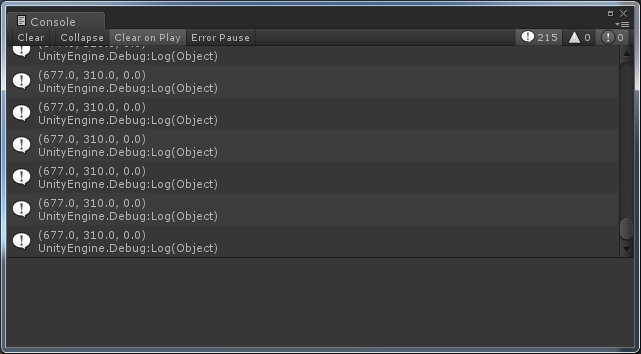 Console
Clear Collapse Clear on Play Error Pause 215 0 0
UnityEngine.Debug:Log(Object)
(677.0, 310.0, 0.0)
UnityEngine.Debug:Log(Object)
(677.0, 310.0, 0.0)
UnityEngine.Debug:Log(Object)
(677.0, 310.0, 0.0)
UnityEngine.Debug:Log(Object)
(677.0, 310.0, 0.0)
UnityEngine.Debug:Log(Object)
(677.0, 310.0, 0.0)
UnityEngine.Debug:Log(Object)
(677.0, 310.0, 0.0)
UnityEngine.Debug:Log(Object)